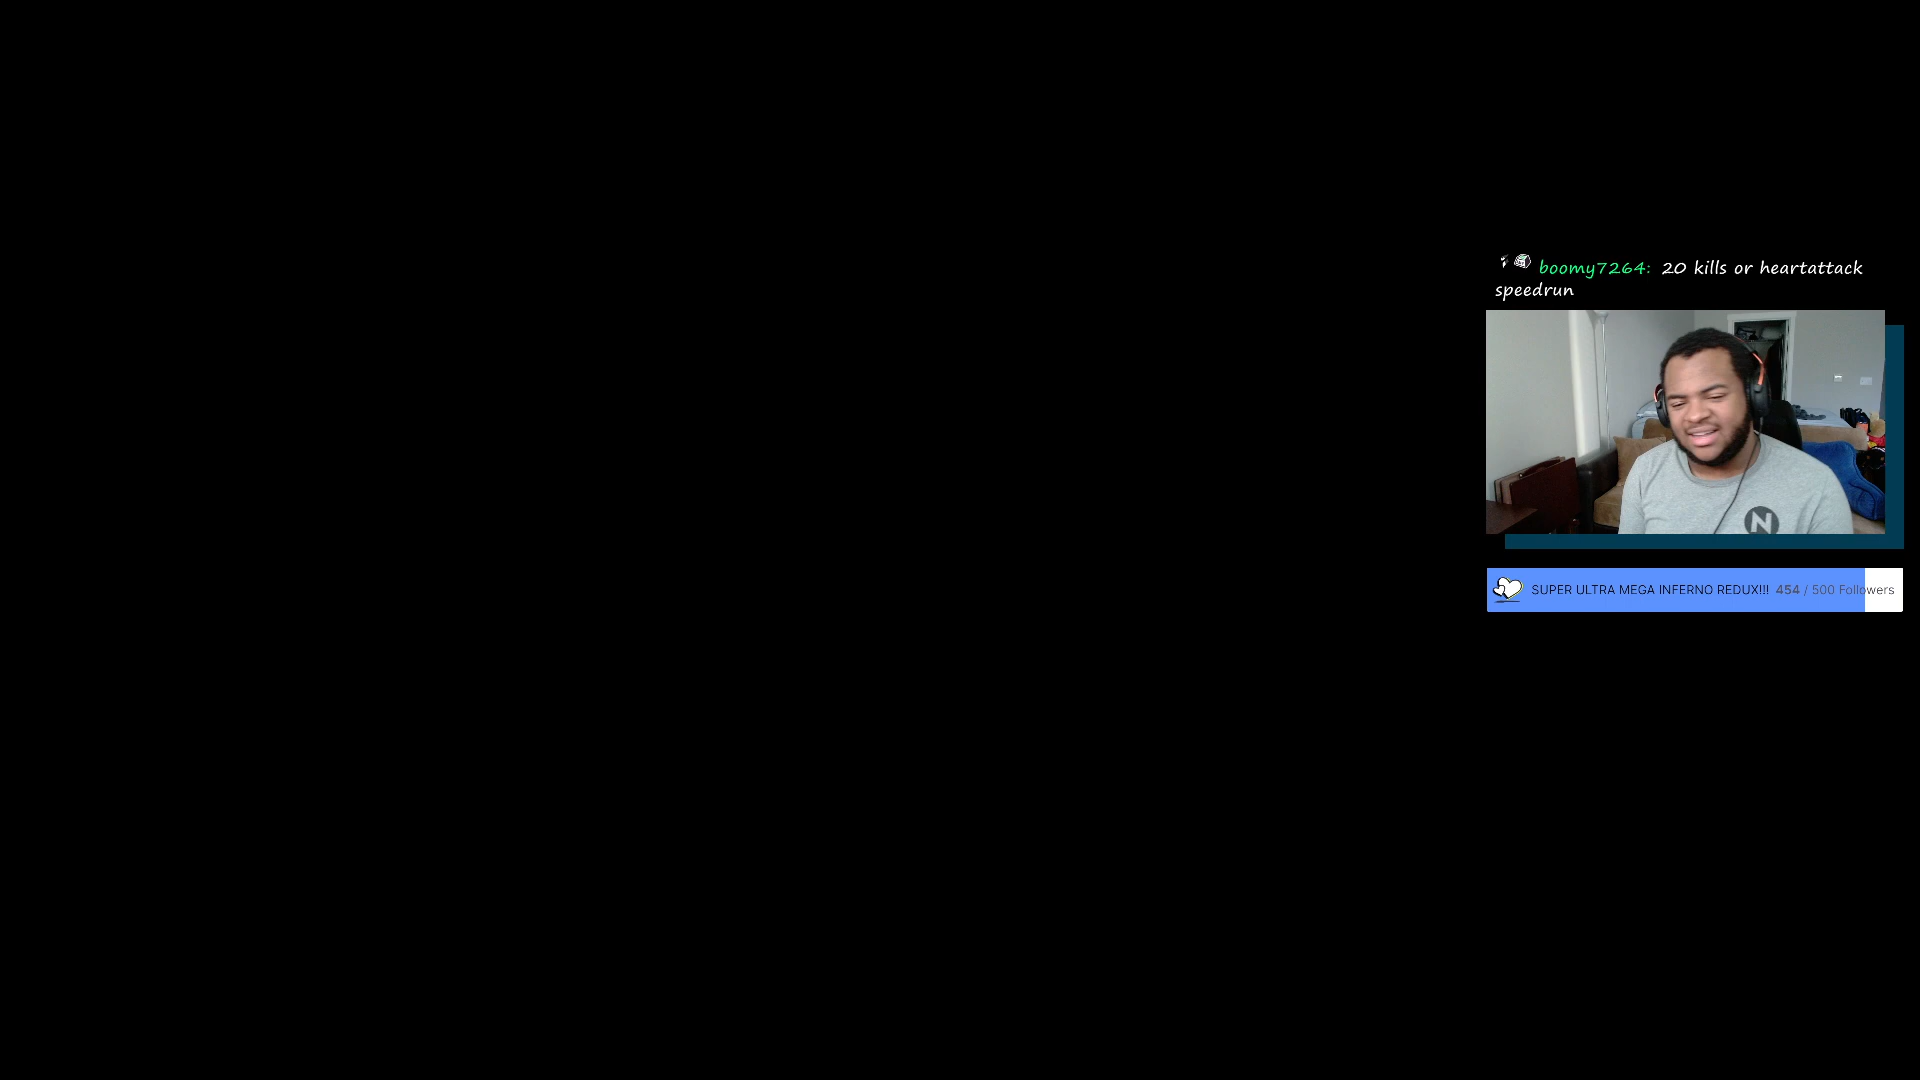 boomy7264: 20 kills or heartattack
speedrun
N
SUPER ULTRA MEGA INFERNO REDUX!!! 454 / 500 Followers